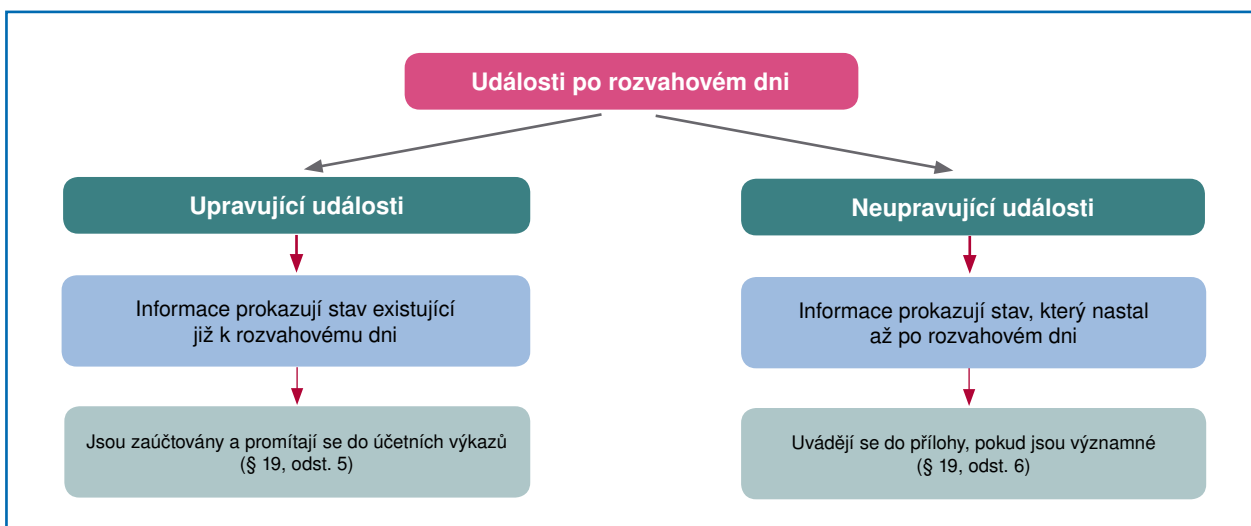 Události po rozvahovém dni
Upravující události
Neupravující události
Informace prokazují stav existující
již k rozvahovému dni
Informace prokazují stav, který nastal
až po rozvahovém dni
Jsou zaúčtovány a promítají se do účetních výkazů
(§ 19, odst. 5)
Uvádějí se do přílohy, pokud jsou významné
(§ 19, odst. 6)